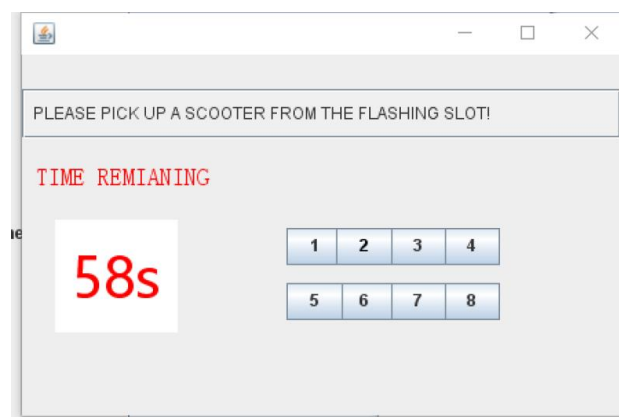 PLEASE PICK UP A SCOOTER FROM THE FLASHING SLOT!
TIME REMIANING
58s
1 2 3 4
5 6 7 8